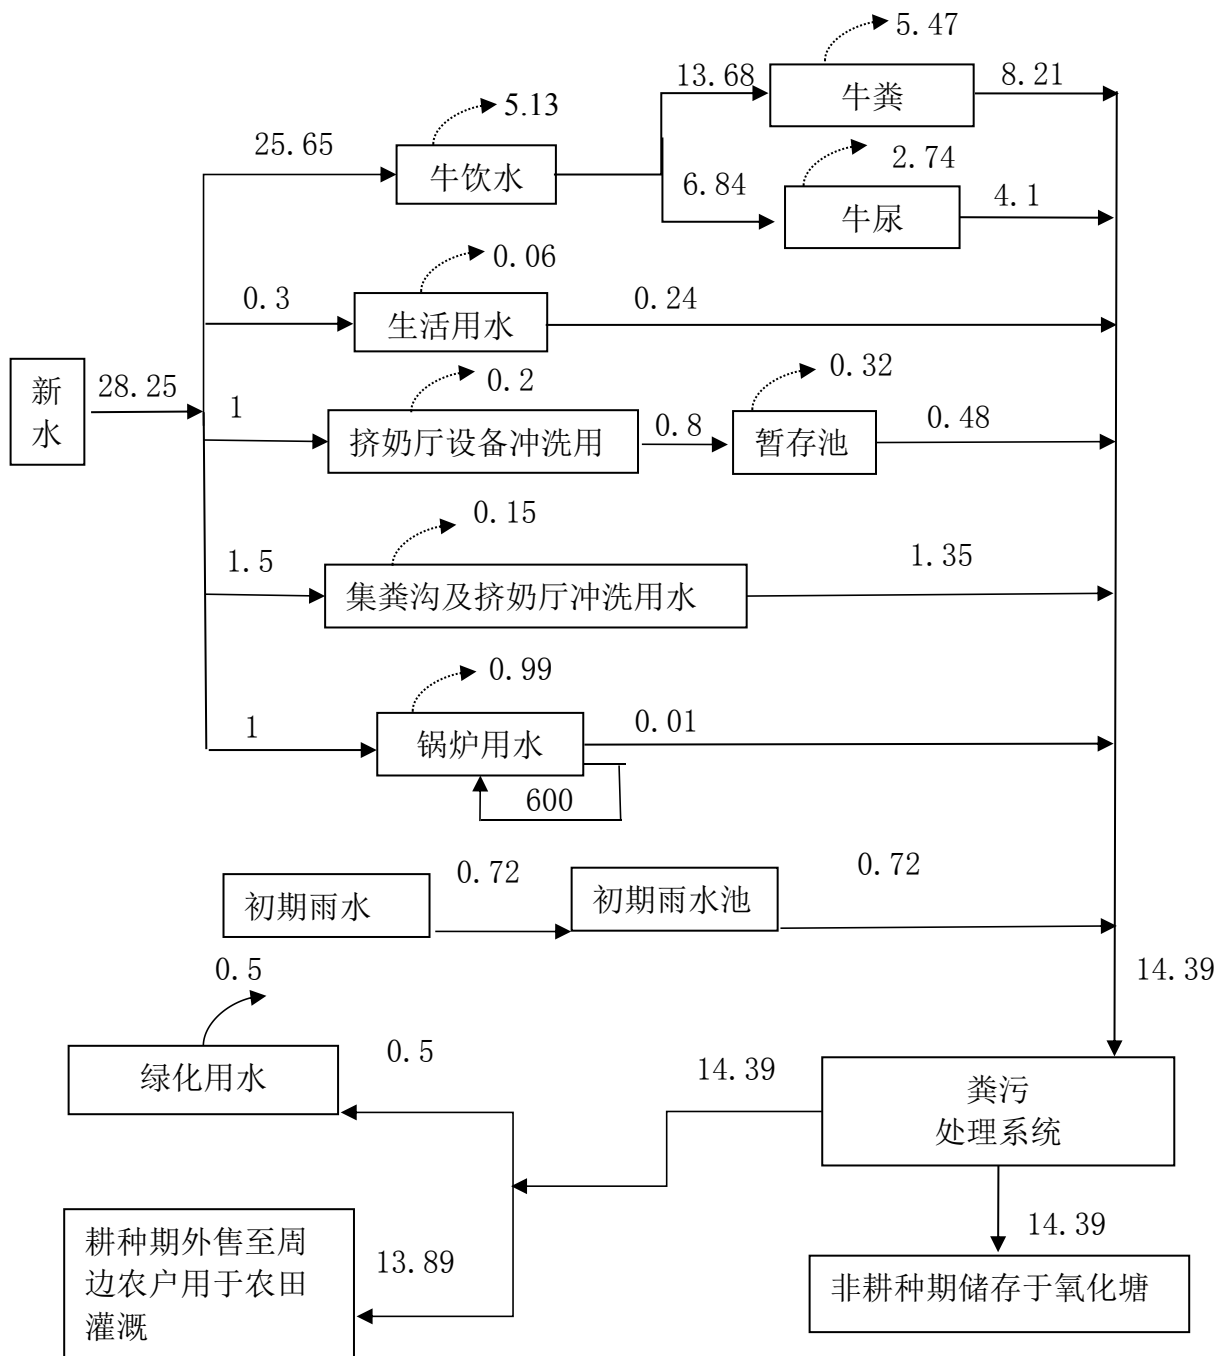 5.47
13.68
牛粪
8.21
5.13
25.65
牛饮水
2.74
6.84
牛尿
4.1
0.06
0.3
生活用水
0.24
新
水
28.25
0.2
0.32
1
挤奶厅设备冲洗用
0.8
暂存池
0.48
0.15
1.5
集粪沟及挤奶厅冲洗用水
1.35
0.99
1
锅炉用水
0.01
600
初期雨水
0.72
初期雨水池
0.72
14.39
0.5
绿化用水
0.5
14.39
粪污
处理系统
耕种期外售至周
边农户用于农田
灌溉
13.89
14.39
非耕种期储存于氧化塘